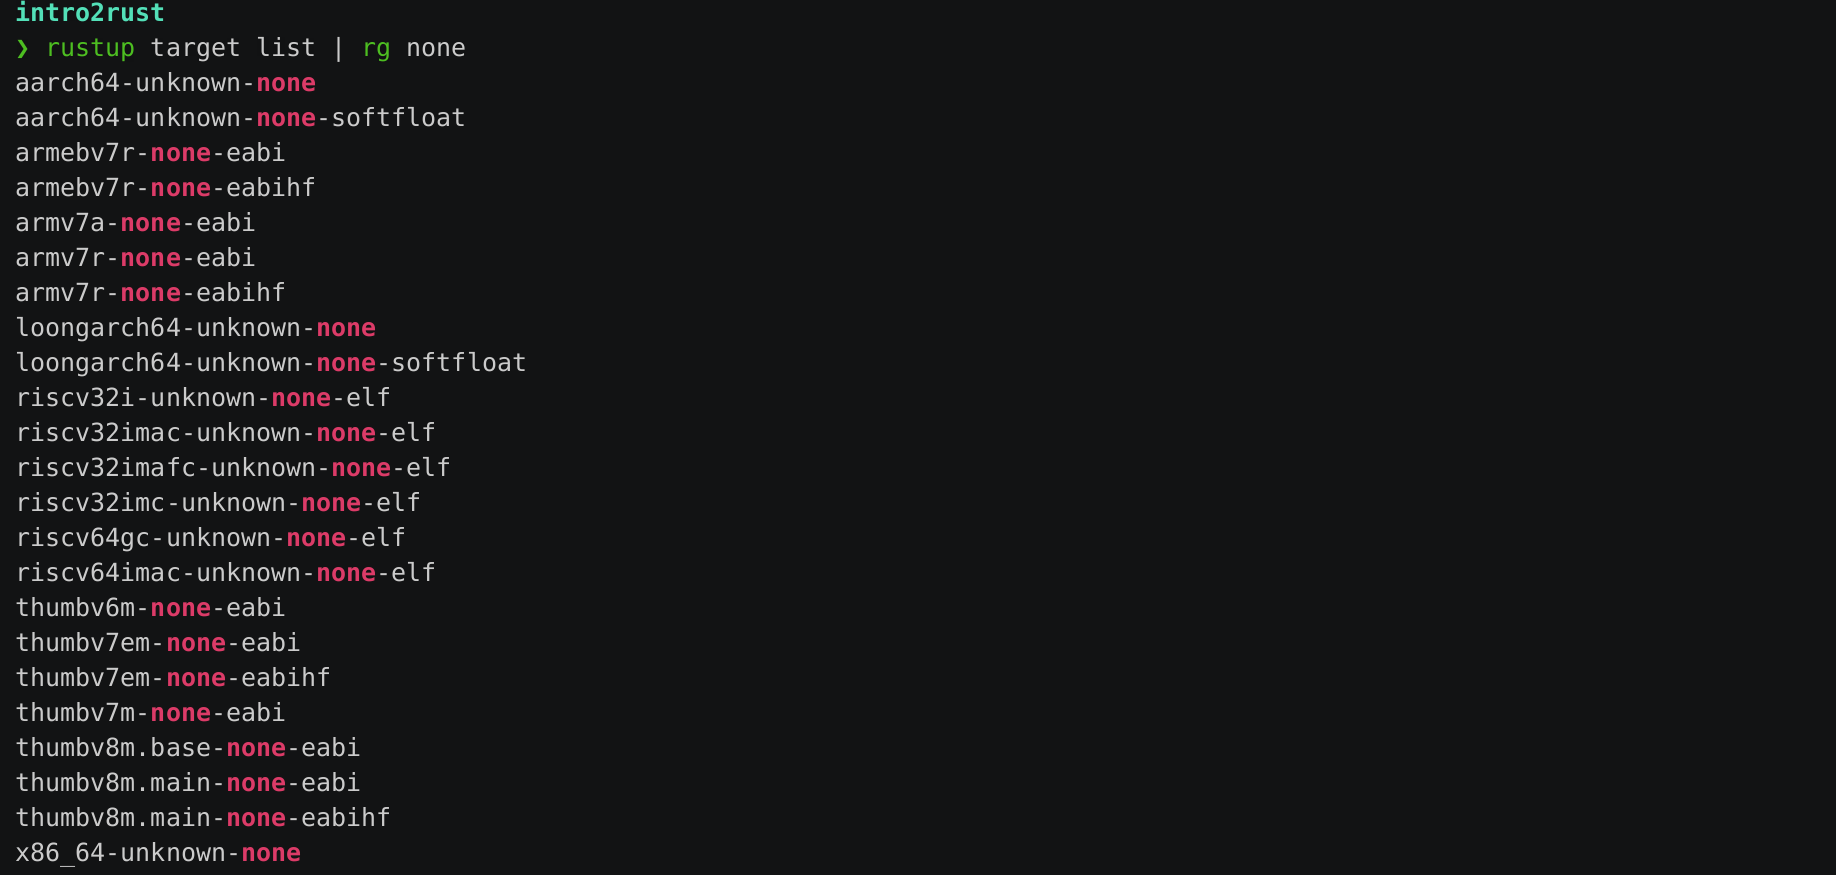 intro2rust
❯ rustup target list | rg none
aarch64-unknown-none
aarch64-unknown-none-softfloat
armebv7r-none-eabi
armebv7r-none-eabihf
armv7a-none-eabi
armv7r-none-eabi
armv7r-none-eabihf
loongarch64-unknown-none
loongarch64-unknown-none-softfloat
riscv32i-unknown-none-elf
riscv32imac-unknown-none-elf
riscv32imafc-unknown-none-elf
riscv32imc-unknown-none-elf
riscv64gc-unknown-none-elf
riscv64imac-unknown-none-elf
thumbv6m-none-eabi
thumbv7em-none-eabi
thumbv7em-none-eabihf
thumbv7m-none-eabi
thumbv8m.base-none-eabi
thumbv8m.main-none-eabi
thumbv8m.main-none-eabihf
x86_64-unknown-none